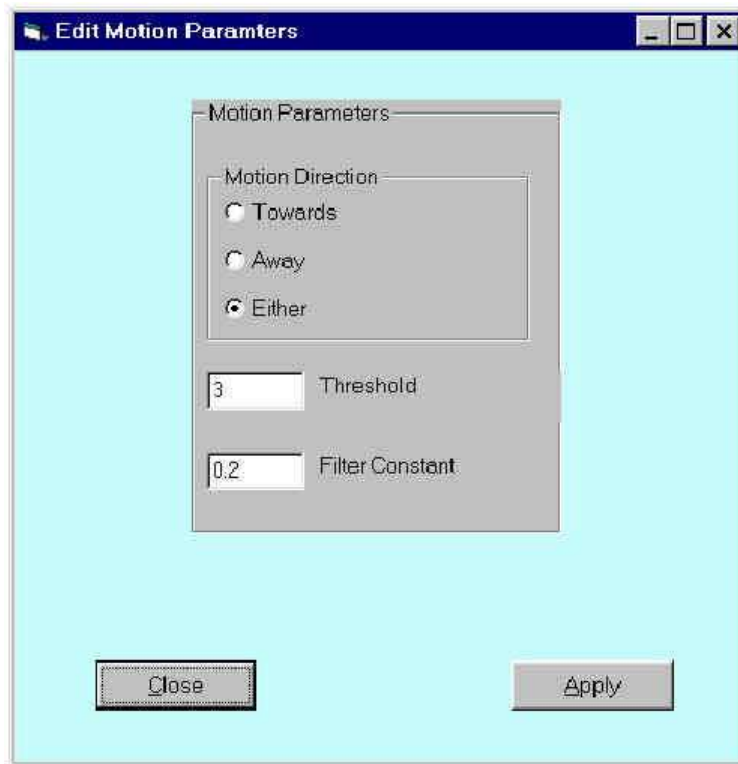 Edit Motion Paramters
Motion Parameters
Motion Direction
Towards
Away
Either
3 Threshold
0.2 Filter Constant
Close Apply